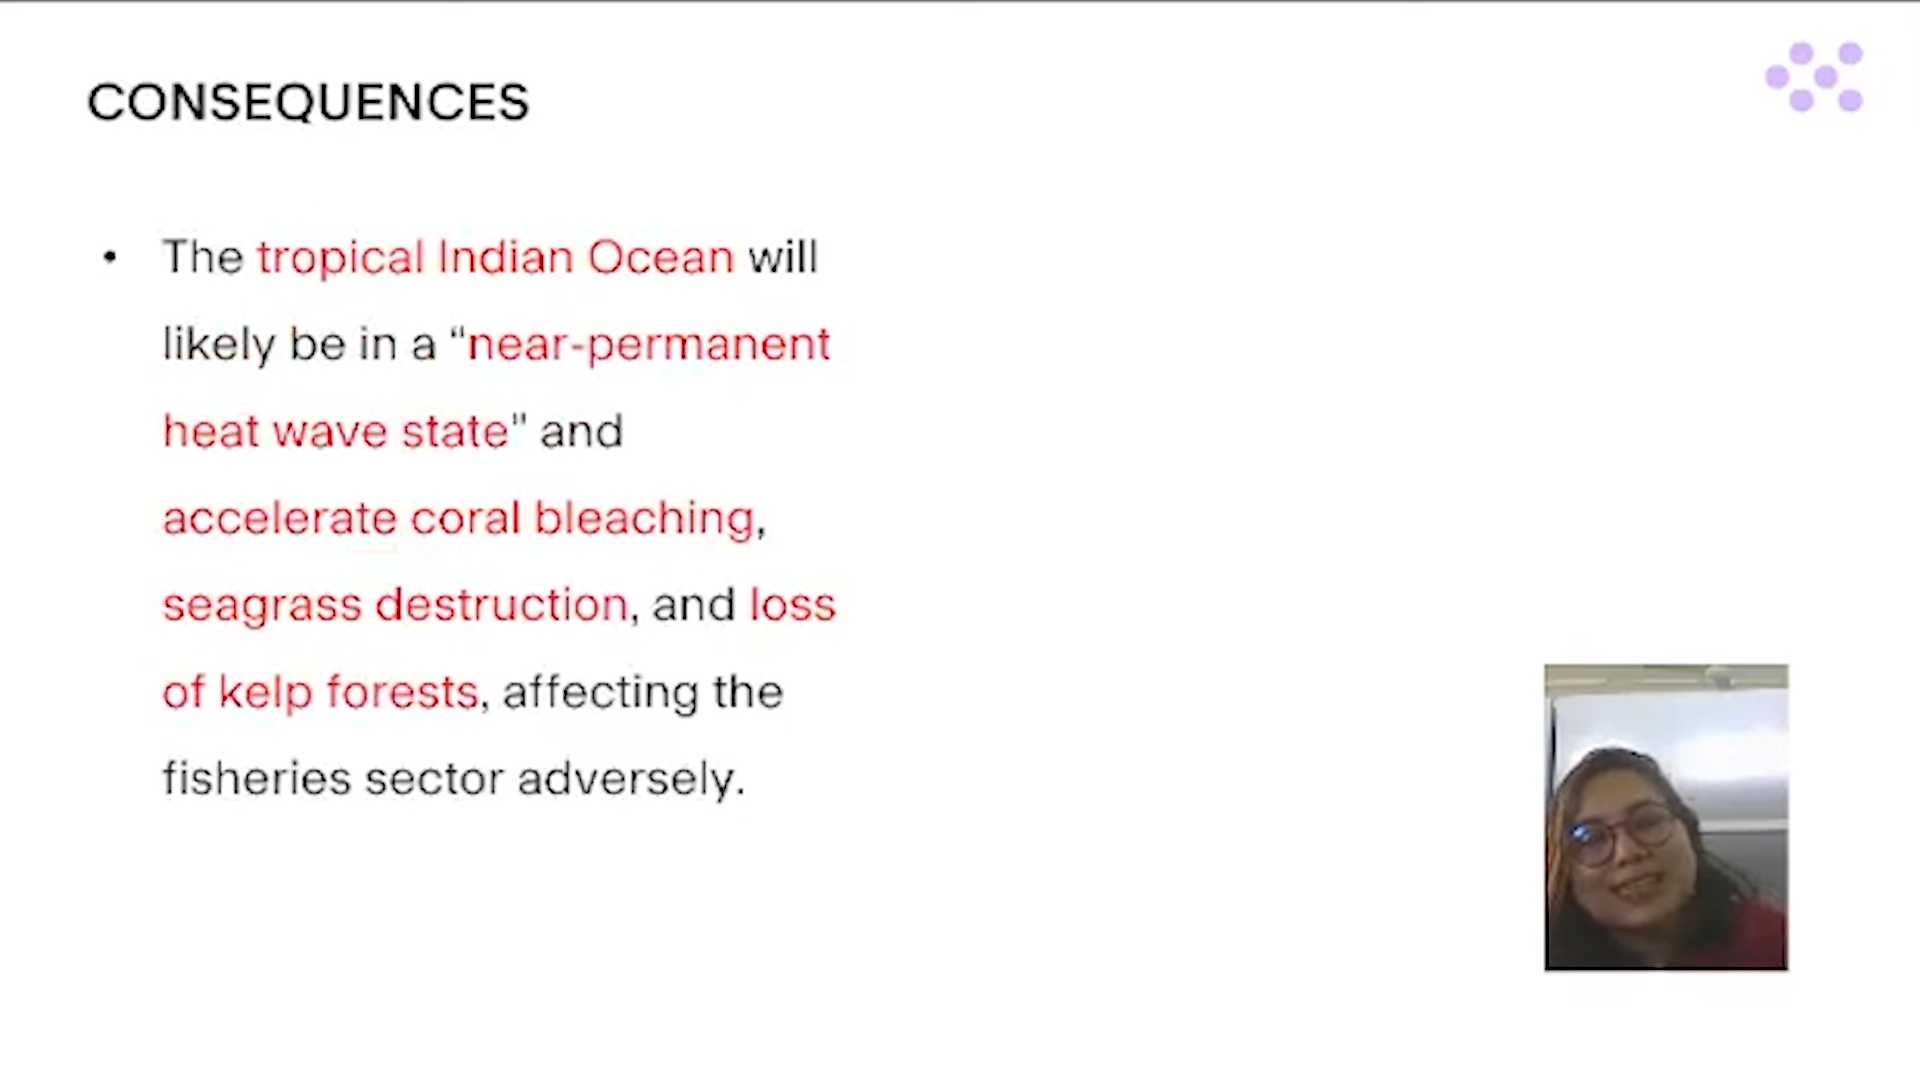 CONSEQUENCES
• The tropical Indian Ocean will
likely be in a “near-permanent
heat wave state" and
accelerate coral bleaching,
seagrass destruction, and loss
of kelp forests, affecting the
fisheries sector adversely.